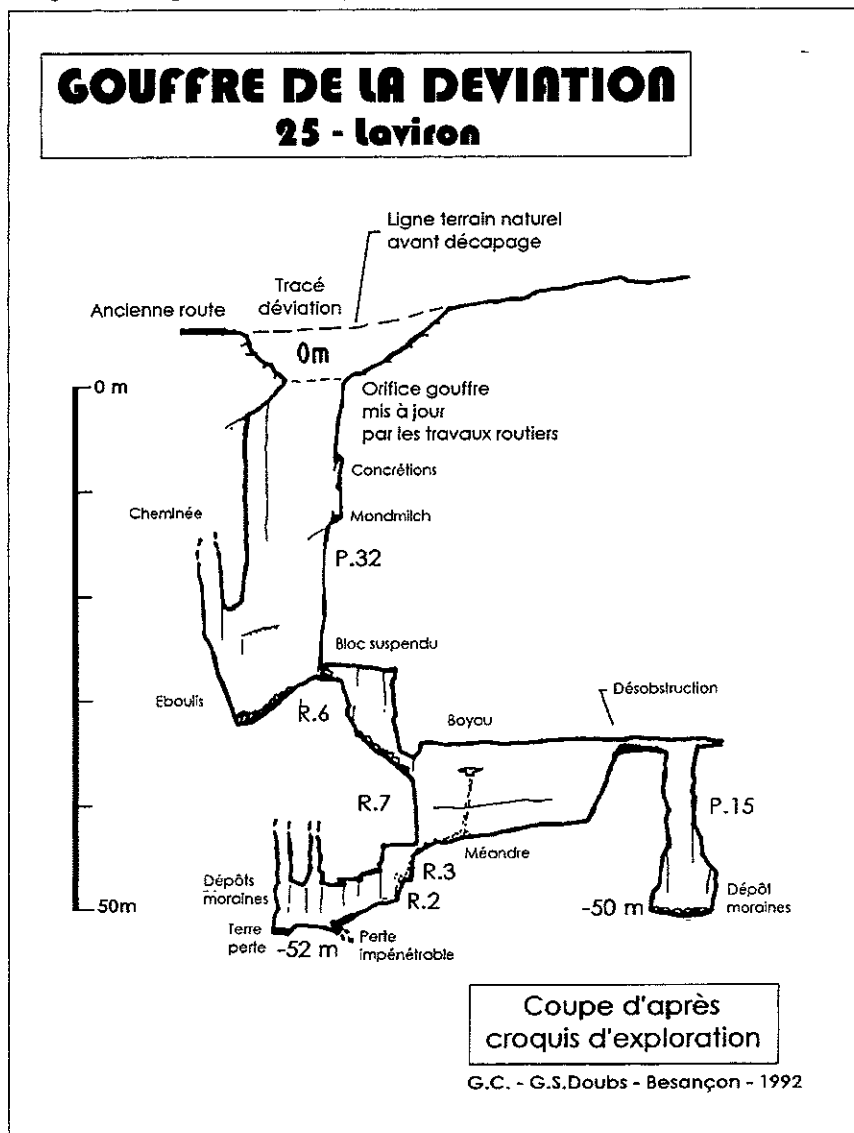 GOUFFRE DE LA DEVIATION
25 - Laviron
Ligne terrain naturel
avant décapage
Tracé
déviation
Ancienne route
0m
0 m
Orifice gouffre
mis à jour
par les travaux routiers
Concrétions
Cheminée
Mondmilch
P.32
Bloc suspendu
Eboulis
R.6
Désobstruction
Boyau
R.7
P.15
Méandre
R.3
Dépôts
moraines
R.2
50m
-50 m
Dépôt
moraines
Terre
perte
-52 m
Perte
impénétrable
Coupe d'après
croquis d'exploration
G.C. - G.S.Doubs - Besançon - 1992